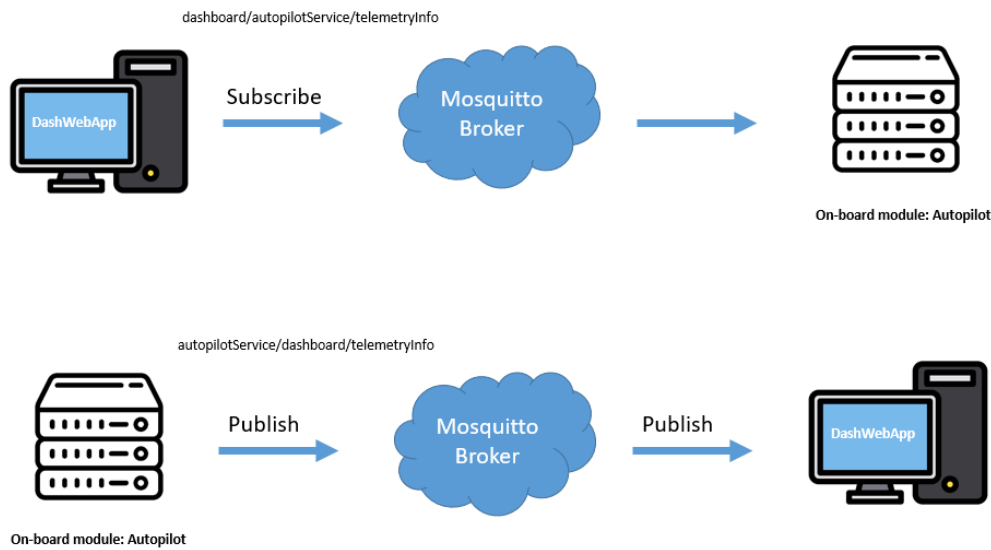 dashboard/autopilotService/telemetryInfo
DashWebApp
Subscribe
Mosquitto
Broker
On-board module: Autopilot
autopilotService/dashboard/telemetryInfo
Publish
Mosquitto
Broker
Publish
DashWebApp
On-board module: Autopilot